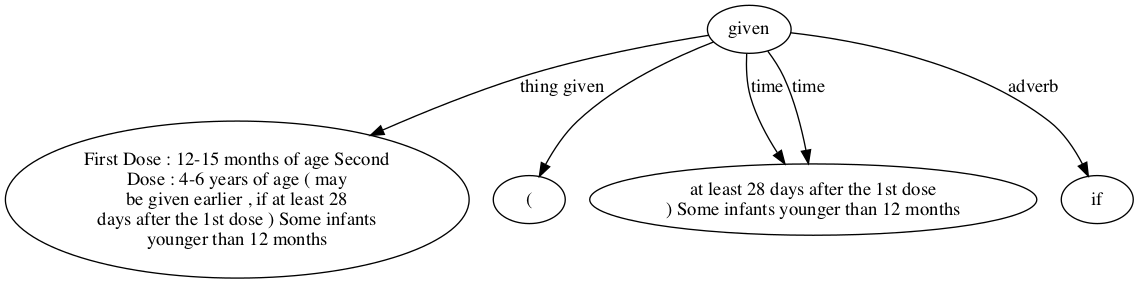 given
thing given
time
time
adverb
First Dose : 12-15 months of age Second
Dose : 4-6 years of age ( may
be given earlier , if at least 28
days after the 1st dose ) Some infants
younger than 12 months
(
at least 28 days after the 1st dose
) Some infants younger than 12 months
if